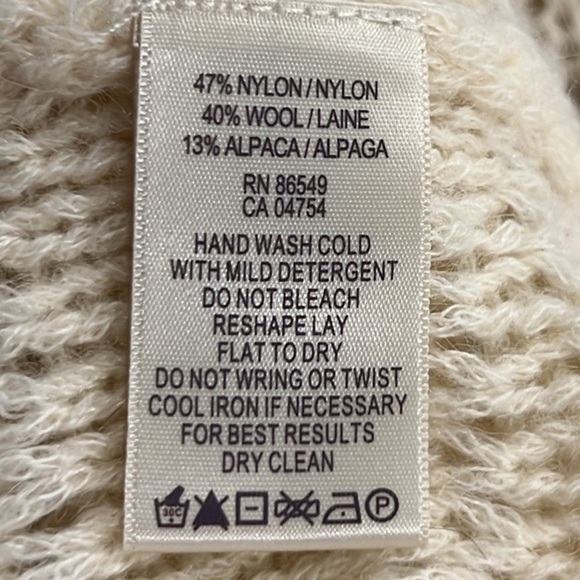 47% NYLON/NYLON
40% WOOL/LAINE
13% ALPACA/ALPAGA
RN 86549
CA 04754
HAND WASH COLD
WITH MILD DETERGENT
DO NOT BLEACH
RESHAPE LAY
FLAT TO DRY
DO NOT WRING OR TWIST
COOL IRON IF NECESSARY
FOR BEST RESULTS
DRY CLEAN
30C P